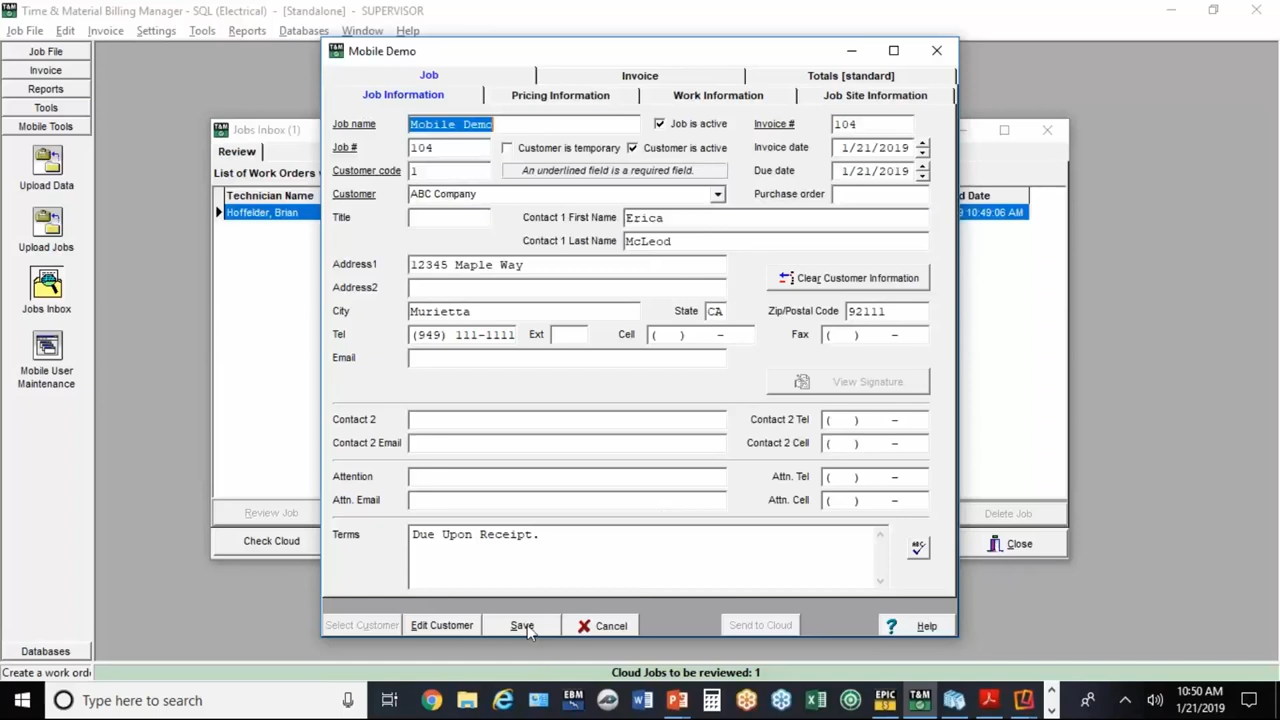 Time & Material Billing Manager - SQL (Electrical) - [Standalone] - SUPERVISOR
Job File Edit Invoice Settings Tools Reports Databases Window Help
Job File
Invoice
Reports
Tools
Mobile Tools
Upload Data
Upload Jobs
Jobs Inbox
Mobile User
Maintenance
Databases
Jobs Inbox (1)
Review
List of Work Orders
Technician Name
Hoffelder, Brian
d Date
9 10:49:06 AM
Review Job
Delete Job
Check Cloud
Close
Mobile Demo
Job Invoice Totals [standard]
Job Information Pricing Information Work Information Job Site Information
Job name Mobile Demo Job is active Invoice # 104
Job # 104 Customer is temporary Customer is active Invoice date 1/21/2019
Customer code 1 An underlined field is a required field. Due date 1/21/2019
Customer ABC Company Purchase order
Title Contact 1 First Name Erica
Contact 1 Last Name McLeod
Address1 12345 Maple Way
Address2 Clear Customer Information
City Murietta State CA Zip/Postal Code 92111
Tel (949) 111-1111 Ext Cell ( ) - Fax ( ) -
Email
View Signature
Contact 2 Contact 2 Tel ( ) -
Contact 2 Email Contact 2 Cell ( ) -
Attention Attn. Tel ( ) -
Attn. Email Attn. Cell ( ) -
Terms Due Upon Receipt.
ABC
Select Customer Edit Customer Save Cancel Send to Cloud Help
Create a work ord Cloud Jobs to be reviewed: 1
Type here to search
EBM
EPIC
T&M
10:50 AM
1/21/2019